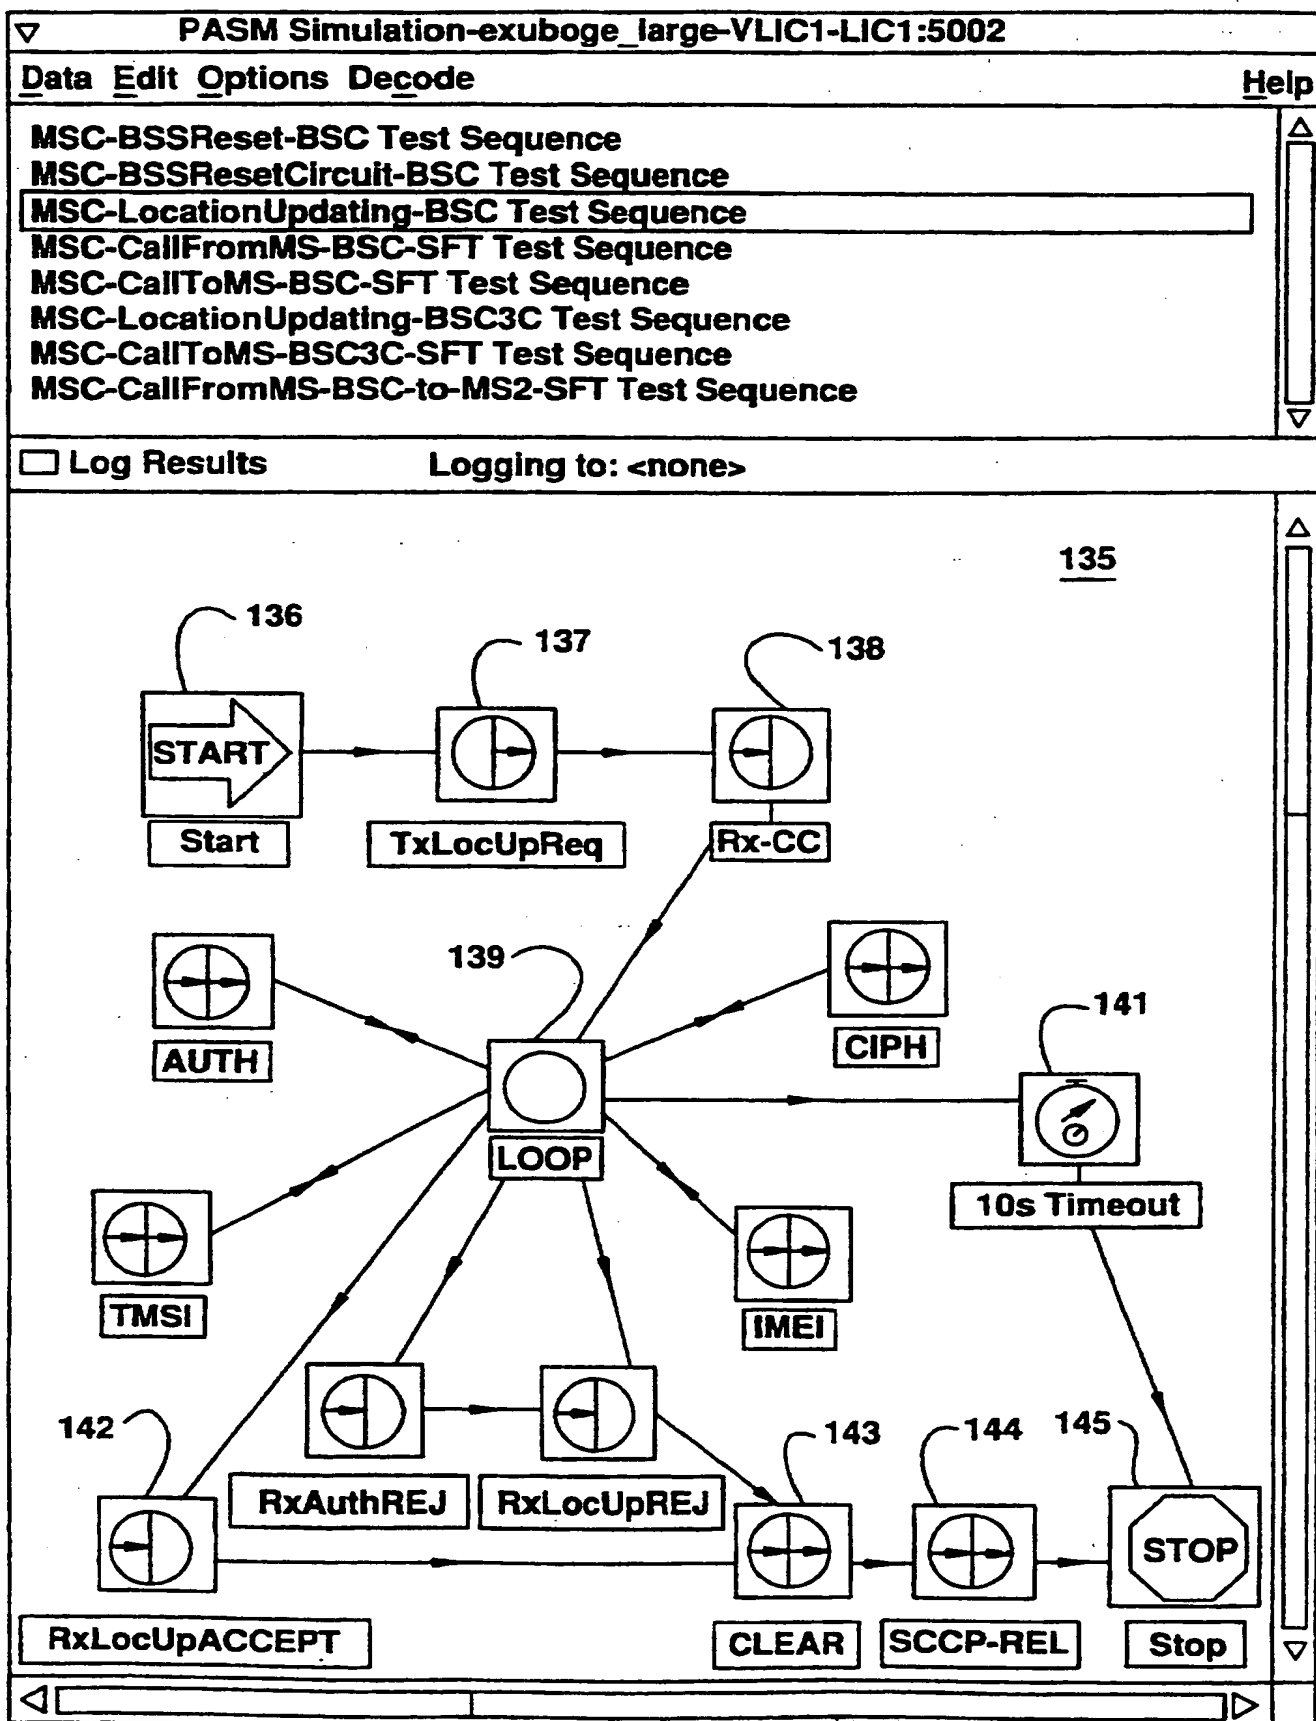 PASM Simulation-exuboge_large-VLIC1-LIC1:5002
Data Edit Options Decode Help
MSC-BSSReset-BSC Test Sequence
MSC-BSSResetCircuit-BSC Test Sequence
MSC-LocationUpdating-BSC Test Sequence
MSC-CallFromMS-BSC-SFT Test Sequence
MSC-CallToMS-BSC-SFT Test Sequence
MSC-LocationUpdating-BSC3C Test Sequence
MSC-CallToMS-BSC3C-SFT Test Sequence
MSC-CallFromMS-BSC-to-MS2-SFT Test Sequence
Log Results Logging to: <none>
135
136
137
138
START
Start
TxLocUpReq
Rx-CC
139
141
AUTH
CIPH
LOOP
10s Timeout
TMSI
IMEI
142
143
144
145
RxAuthREJ
RxLocUpREJ
STOP
RxLocUpACCEPT
CLEAR
SCCP-REL
Stop